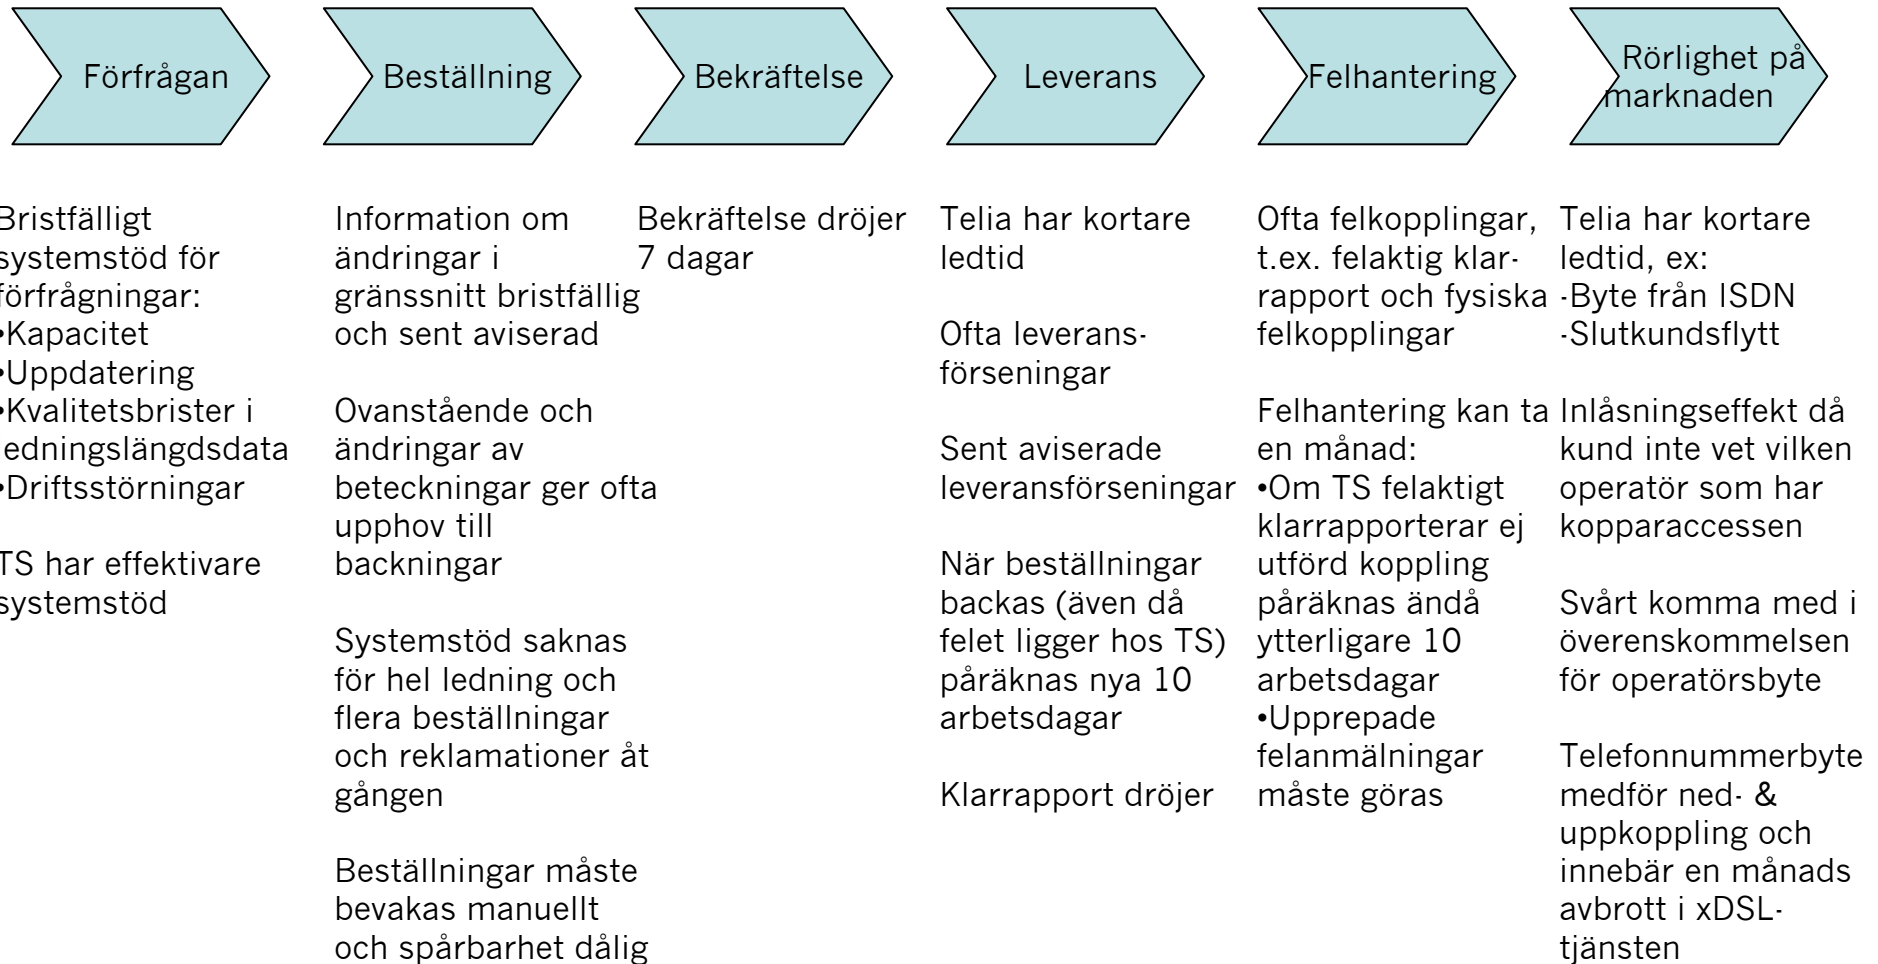 Förfrågan
Beställning
Bekräftelse
Leverans
Felhantering
Rörlighet på
marknaden
Bristfälligt
systemstöd för
förfrågningar:
•Kapacitet
•Uppdatering
•Kvalitetsbrister i
ledningslängdsdata
•Driftsstörningar
TS har effektivare
systemstöd
Information om
ändringar i
gränssnitt bristfällig
och sent aviserad
Ovanstående och
ändringar av
beteckningar ger ofta
upphov till
backningar
Systemstöd saknas
för hel ledning och
flera beställningar
och reklamationer åt
gången
Beställningar måste
bevakas manuellt
och spårbarhet dålig
Bekräftelse dröjer
7 dagar
Telia har kortare
ledtid
Ofta leverans-
förseningar
Sent aviserade
leveransförseningar
När beställningar
backas (även då
felet ligger hos TS)
påräknas nya 10
arbetsdagar
Klarrapport dröjer
Ofta felkopplingar,
t.ex. felaktig klar-
rapport och fysiska
felkopplingar
Felhantering kan ta
en månad:
•Om TS felaktigt
klarrapporterar ej
utförd koppling
påräknas ändå
ytterligare 10
arbetsdagar
•Upprepade
felanmälningar
måste göras
Telia har kortare
ledtid, ex:
-Byte från ISDN
-Slutkundsflytt
Inlåsningseffekt då
kund inte vet vilken
operatör som har
kopparaccessen
Svårt komma med i
överenskommelsen
för operatörsbyte
Telefonnummerbyte
medför ned- &
uppkoppling och
innebär en månads
avbrott i xDSL-
tjänsten